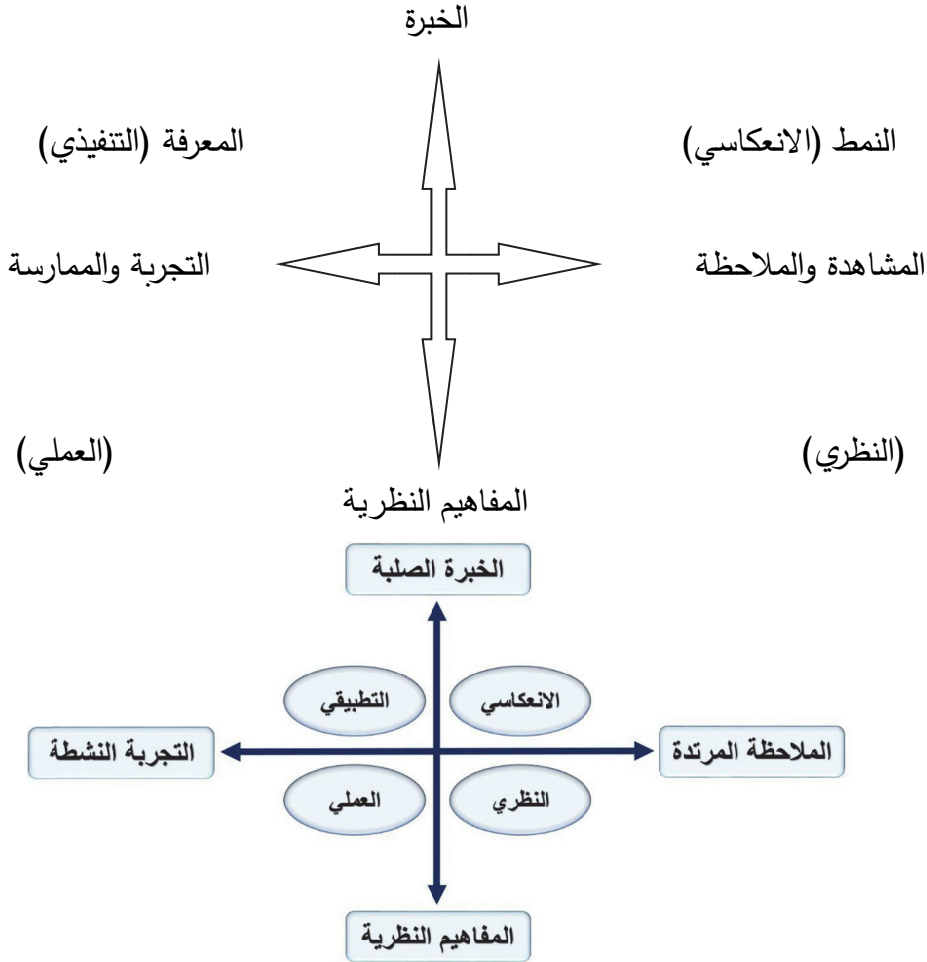 الخبرة
النمط (الانعكاسي)
المعرفة (التنفيذي)
المشاهدة والملاحظة
التجربة والممارسة
(النظري)
(العملي)
المفاهيم النظرية
الخبرة الصلبة
الانعكاسي
التطبيقي
الملاحظة المرتدة
التجربة النشطة
النظري
العملي
المفاهيم النظرية